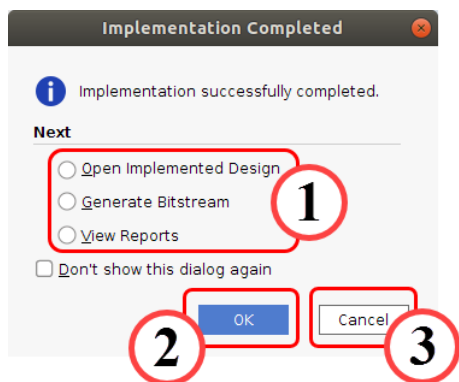 Implementation Completed
Implementation successfully completed.
Next
Open Implemented Design
Generate Bitstream
1
View Reports
Don't show this dialog again
OK
Cancel
2
3